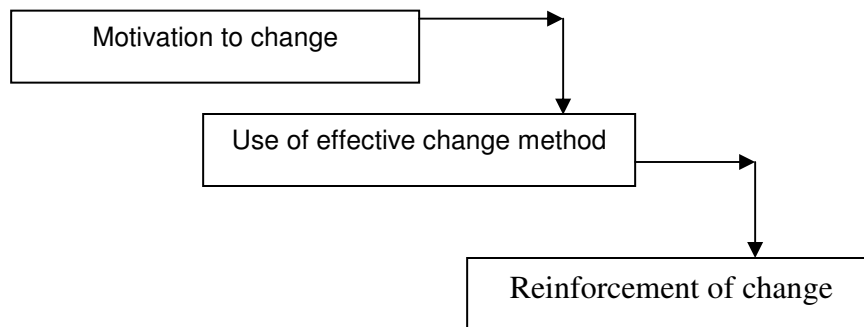 Motivation to change
Use of effective change method
Reinforcement of change